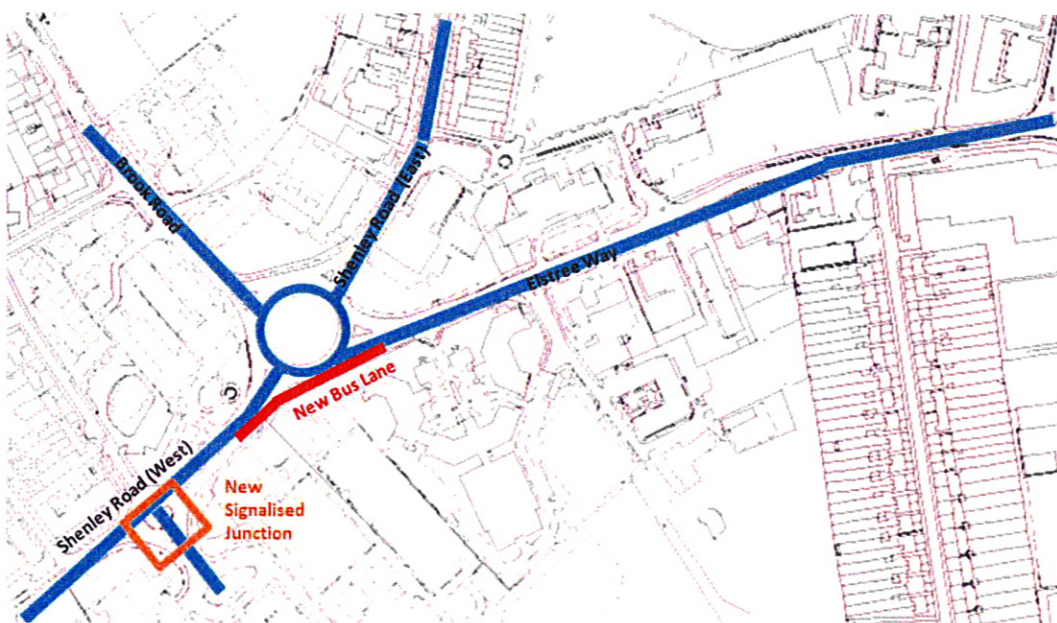 Brook Road
Shenley Road (East)
Elstree Way
New Bus Lane
Shenley Road (West)
New
Signalised
Junction